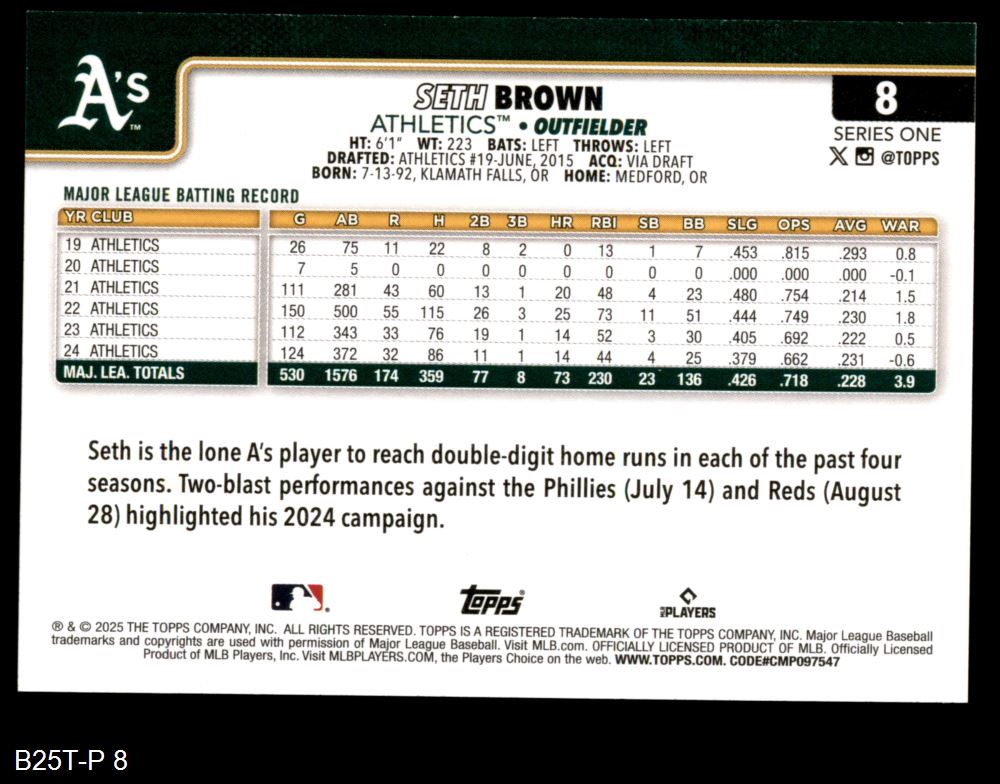 A's™
SETH BROWN
8
ATHLETICS™ • OUTFIELDER
SERIES ONE
HT: 6'1" WT: 223 BATS: LEFT THROWS: LEFT
@TOPPS
DRAFTED: ATHLETICS #19-JUNE, 2015 ACQ: VIA DRAFT
BORN: 7-13-92, KLAMATH FALLS, OR HOME: MEDFORD, OR
MAJOR LEAGUE BATTING RECORD
YR CLUB G AB R H 2B 3B HR RBI SB BB SLG OPS AVG WAR
19 ATHLETICS 26 75 11 22 8 2 0 13 1 7 .453 .815 .293 0.8
20 ATHLETICS 7 5 0 0 0 0 0 0 0 0 .000 .000 .000 -0.1
21 ATHLETICS 111 281 43 60 13 1 20 48 4 23 .480 .754 .214 1.5
22 ATHLETICS 150 500 55 115 26 3 25 73 11 51 .444 .749 .230 1.8
23 ATHLETICS 112 343 33 76 19 1 14 52 3 30 .405 .692 .222 0.5
24 ATHLETICS 124 372 32 86 11 1 14 44 4 25 .379 .662 .231 -0.6
MAJ. LEA. TOTALS 530 1576 174 359 77 8 73 230 23 136 .426 .718 .228 3.9
Seth is the lone A's player to reach double-digit home runs in each of the past four
seasons. Two-blast performances against the Phillies (July 14) and Reds (August
28) highlighted his 2024 campaign.
Topps®
MLB PLAYERS
® & © 2025 THE TOPPS COMPANY, INC. ALL RIGHTS RESERVED. TOPPS IS A REGISTERED TRADEMARK OF THE TOPPS COMPANY, INC. Major League Baseball
trademarks and copyrights are used with permission of Major League Baseball. Visit MLB.com. OFFICIALLY LICENSED PRODUCT OF MLB. Officially Licensed
Product of MLB Players, Inc. Visit MLBPLAYERS.COM, the Players Choice on the web. WWW.TOPPS.COM. CODE#CMP097547
B25T-P 8